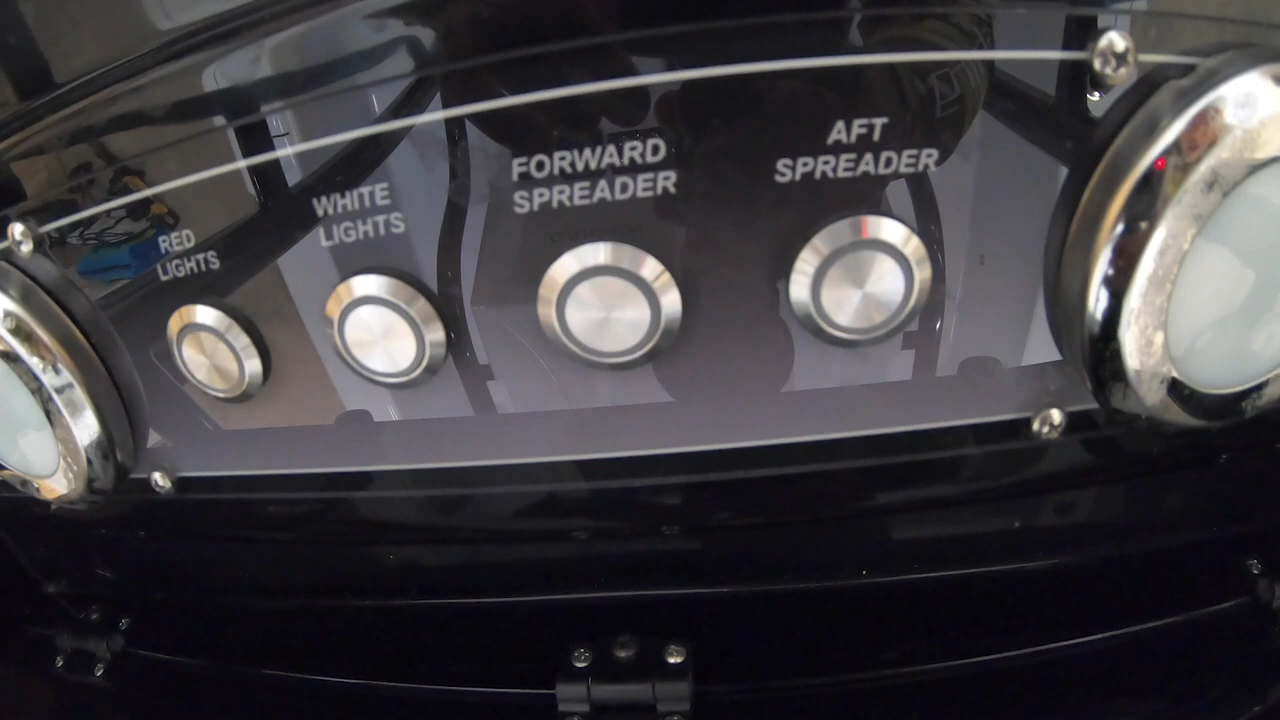 RED
LIGHTS
WHITE
LIGHTS
FORWARD
SPREADER
AFT
SPREADER